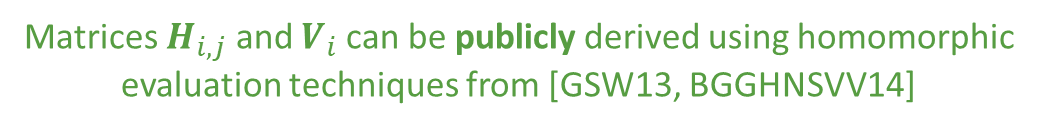 Matrices 𝑯𝑖,𝑗 and 𝑽𝑖 can be publicly derived using homomorphic
evaluation techniques from [GSW13, BGGHNSVV14]